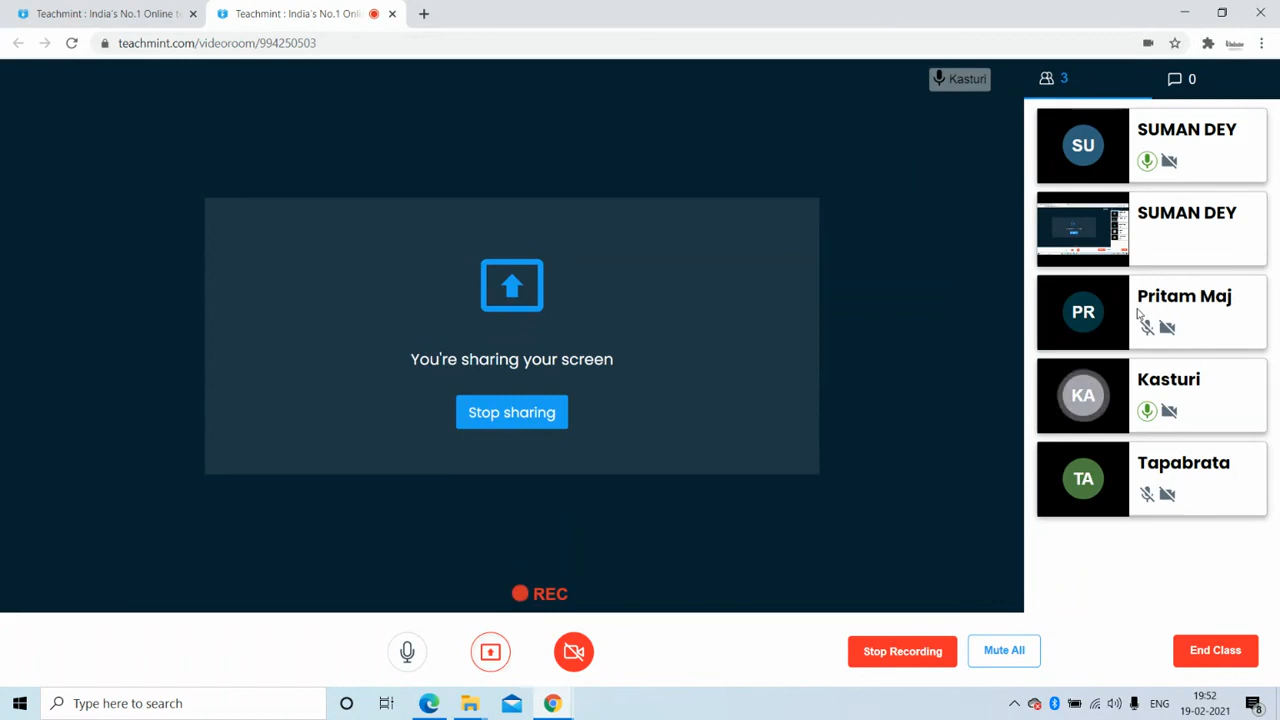 Teachmint : India's No.1 Online t
Teachmint : India's No.1 Onli
teachmint.com/videoroom/994250503
Kasturi
3
0
SU
SUMAN DEY
SUMAN DEY
PR
Pritam Maj
KA
Kasturi
TA
Tapabrata
You're sharing your screen
Stop sharing
REC
Stop Recording
Mute All
End Class
Type here to search
ENG
19:52
19-02-2021
8